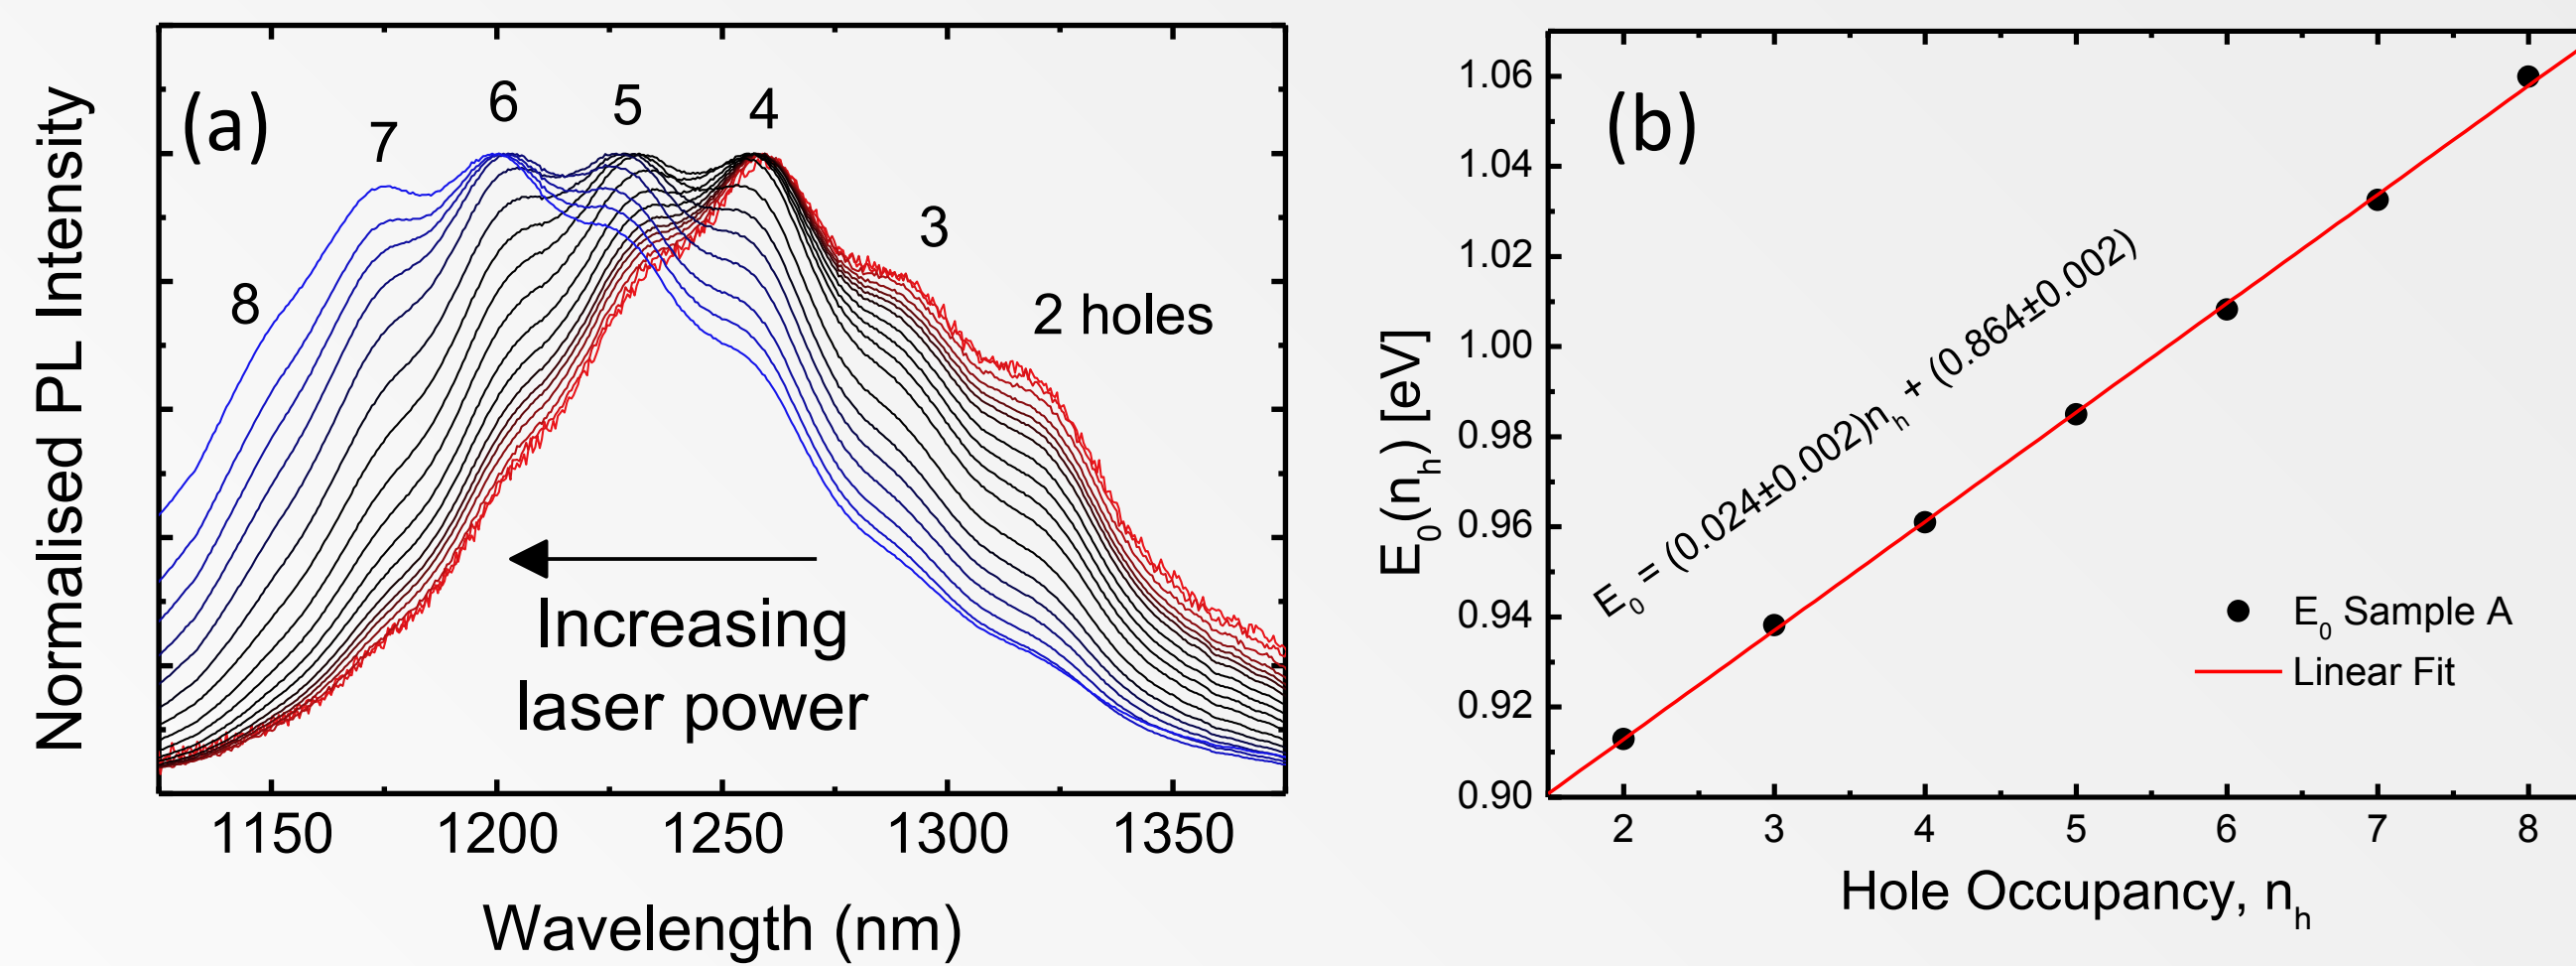 (a)
8
7
6
5
4
3
2 holes
Increasing
laser power
Normalised PL Intensity
1150 1200 1250 1300 1350
Wavelength (nm)
(b)
E₀ = (0.024±0.002)nₕ + (0.864±0.002)
E₀(nₕ) [eV]
1.06
1.04
1.02
1.00
0.98
0.96
0.94
0.92
0.90
E₀ Sample A
Linear Fit
2 3 4 5 6 7 8
Hole Occupancy, nₕ